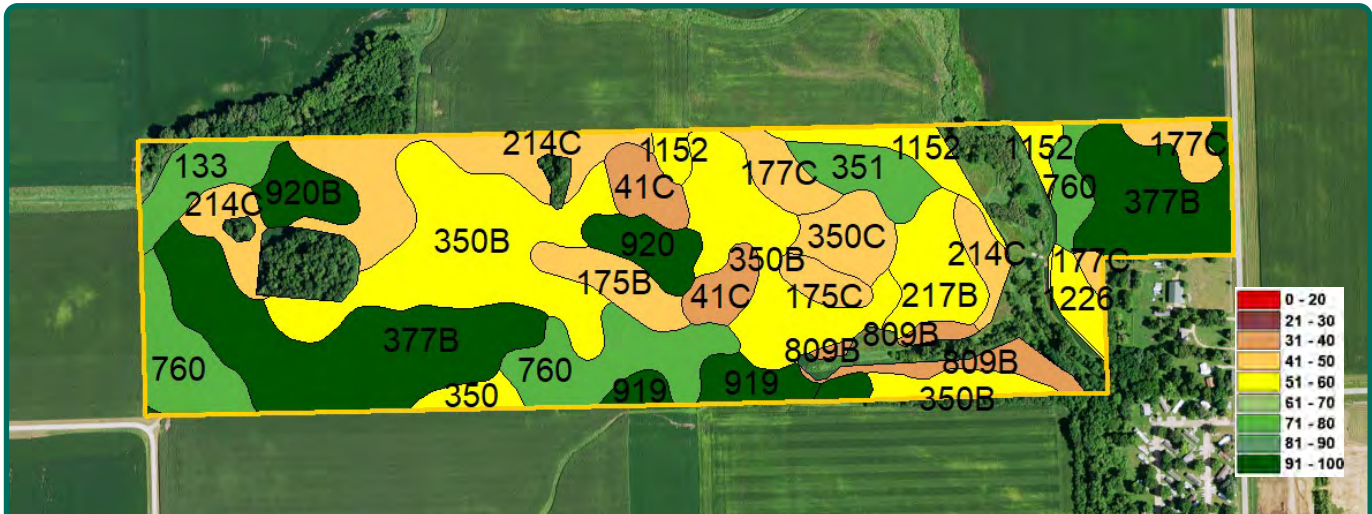 214C
1152
1152
1152
177C
133
177C
351
41C
760
920B
377B
214C
350C
350B
920
350B
214C
177C
175B
41C
175C
217B
1226
377B
809B
809B
760
760
809B
919
919
350
350B
0 - 20
21 - 30
31 - 40
41 - 50
51 - 60
61 - 70
71 - 80
81 - 90
91 - 100